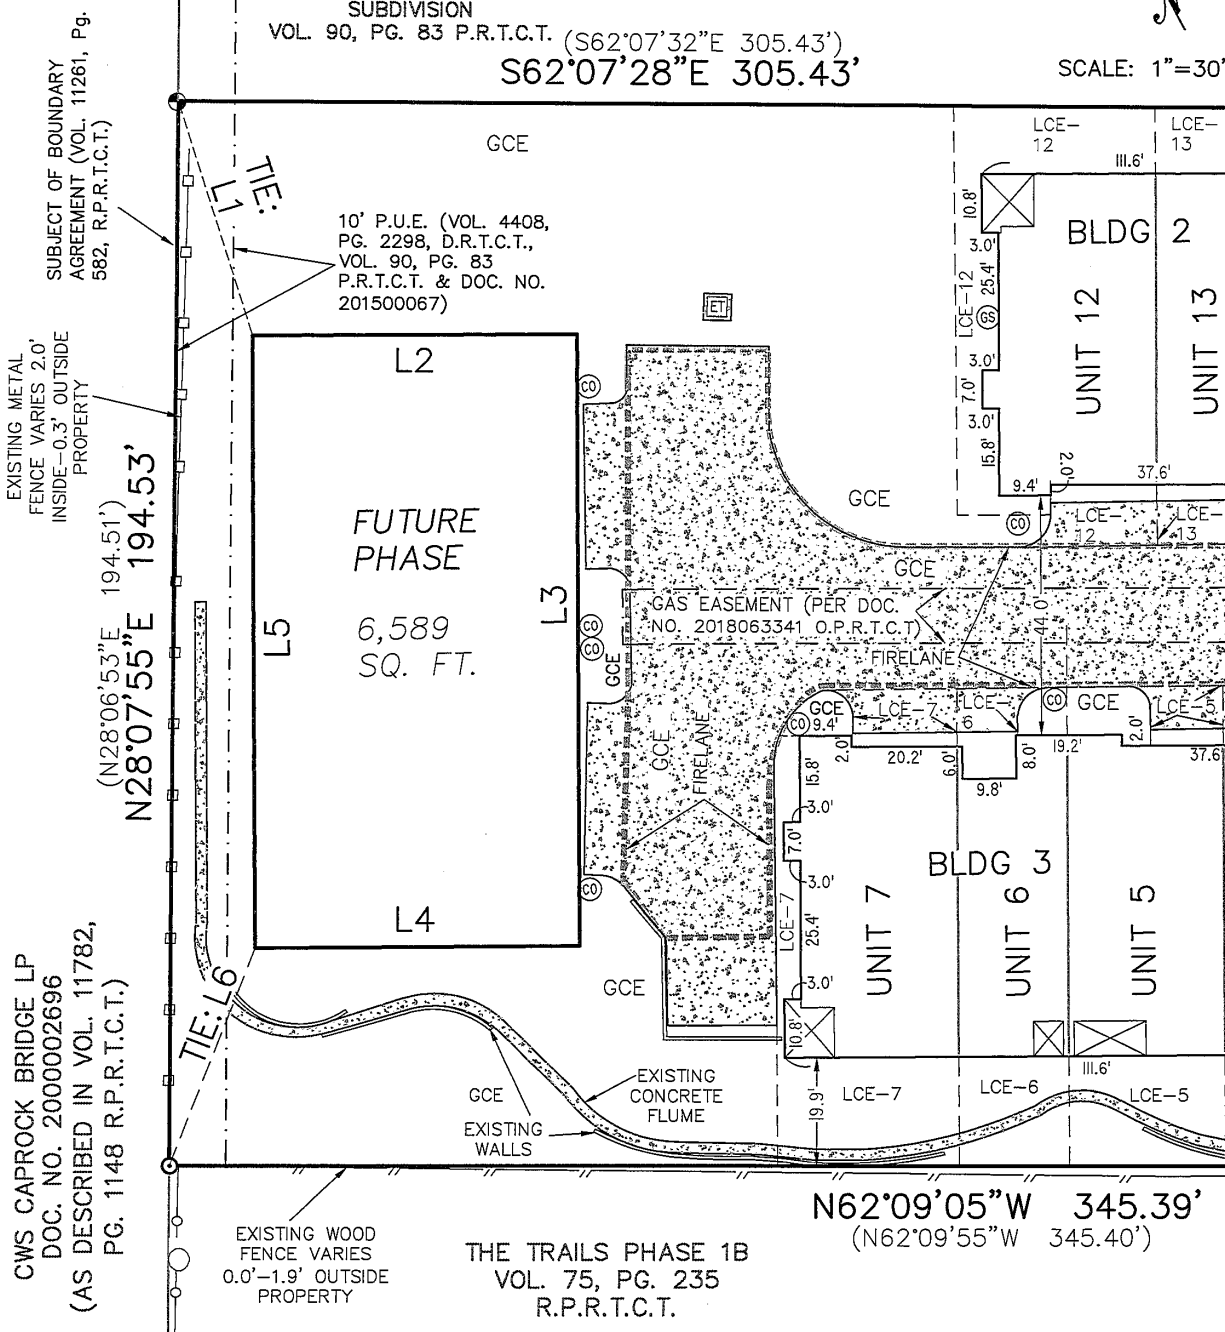 SUBDIVISION
VOL. 90, PG. 83 P.R.T.C.T.
(S62°07'32"E 305.43')
S62°07'28"E 305.43'
SCALE: 1"=30'
N
SUBJECT OF BOUNDARY
AGREEMENT (VOL. 11261, Pg.
582, R.P.R.T.C.T.)
TIE:
L1
GCE
10' P.U.E. (VOL. 4408,
PG. 2298, D.R.T.C.T.,
VOL. 90, PG. 83
P.R.T.C.T. & DOC. NO.
201500067)
ET
LCE-
12
LCE-
13
111.6'
10.8'
BLDG 2
3.0'
25.4'
LCE-12
GS
UNIT 12
UNIT 13
3.0'
7.0'
3.0'
15.8'
9.4'
2.0'
37.6'
EXISTING METAL
FENCE VARIES 2.0'
INSIDE-0.3' OUTSIDE
PROPERTY
L2
CO
FUTURE
PHASE
6,589
SQ. FT.
L5
L3
L4
(N28°06'53"E 194.51')
N28°07'55"E 194.53'
GCE
CO
LCE-
12
LCE-
13
GCE
GAS EASEMENT (PER DOC.
NO. 2018063341 O.P.R.T.C.T)
44.0'
FIRELANE
CO
CO
GCE
GCE
FIRELANE
GCE
CO
9.4'
LCE-7
LCE-
6
CO
GCE
LCE-5
2.0'
20.2'
6.0'
9.8'
8.0'
19.2'
2.0'
37.6'
15.8'
3.0'
7.0'
3.0'
BLDG 3
LCE-7
25.4'
UNIT 7
UNIT 6
UNIT 5
3.0'
10.8'
CO
GCE
TIE: L6
111.6'
GCE
EXISTING
CONCRETE
FLUME
EXISTING
WALLS
19.9'
LCE-7
LCE-6
LCE-5
CWS CAPROCK BRIDGE LP
DOC. NO. 2000002696
(AS DESCRIBED IN VOL. 11782,
PG. 1148 R.P.R.T.C.T.)
N62°09'05"W 345.39'
(N62°09'55"W 345.40')
EXISTING WOOD
FENCE VARIES
0.0'-1.9' OUTSIDE
PROPERTY
THE TRAILS PHASE 1B
VOL. 75, PG. 235
R.P.R.T.C.T.